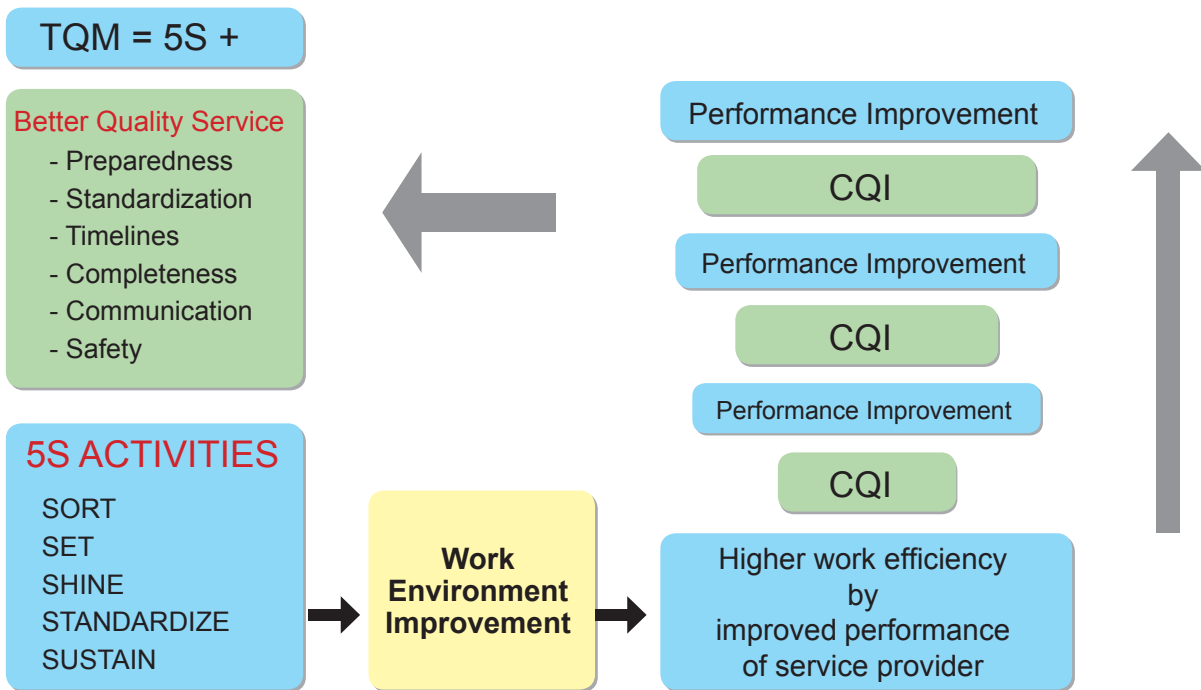 TQM = 5S +
Better Quality Service
- Preparedness
- Standardization
- Timelines
- Completeness
- Communication
- Safety
5S ACTIVITIES
SORT
SET
SHINE
STANDARDIZE
SUSTAIN
Work
Environment
Improvement
Performance Improvement
CQI
Performance Improvement
CQI
Performance Improvement
CQI
Higher work efficiency
by
improved performance
of service provider